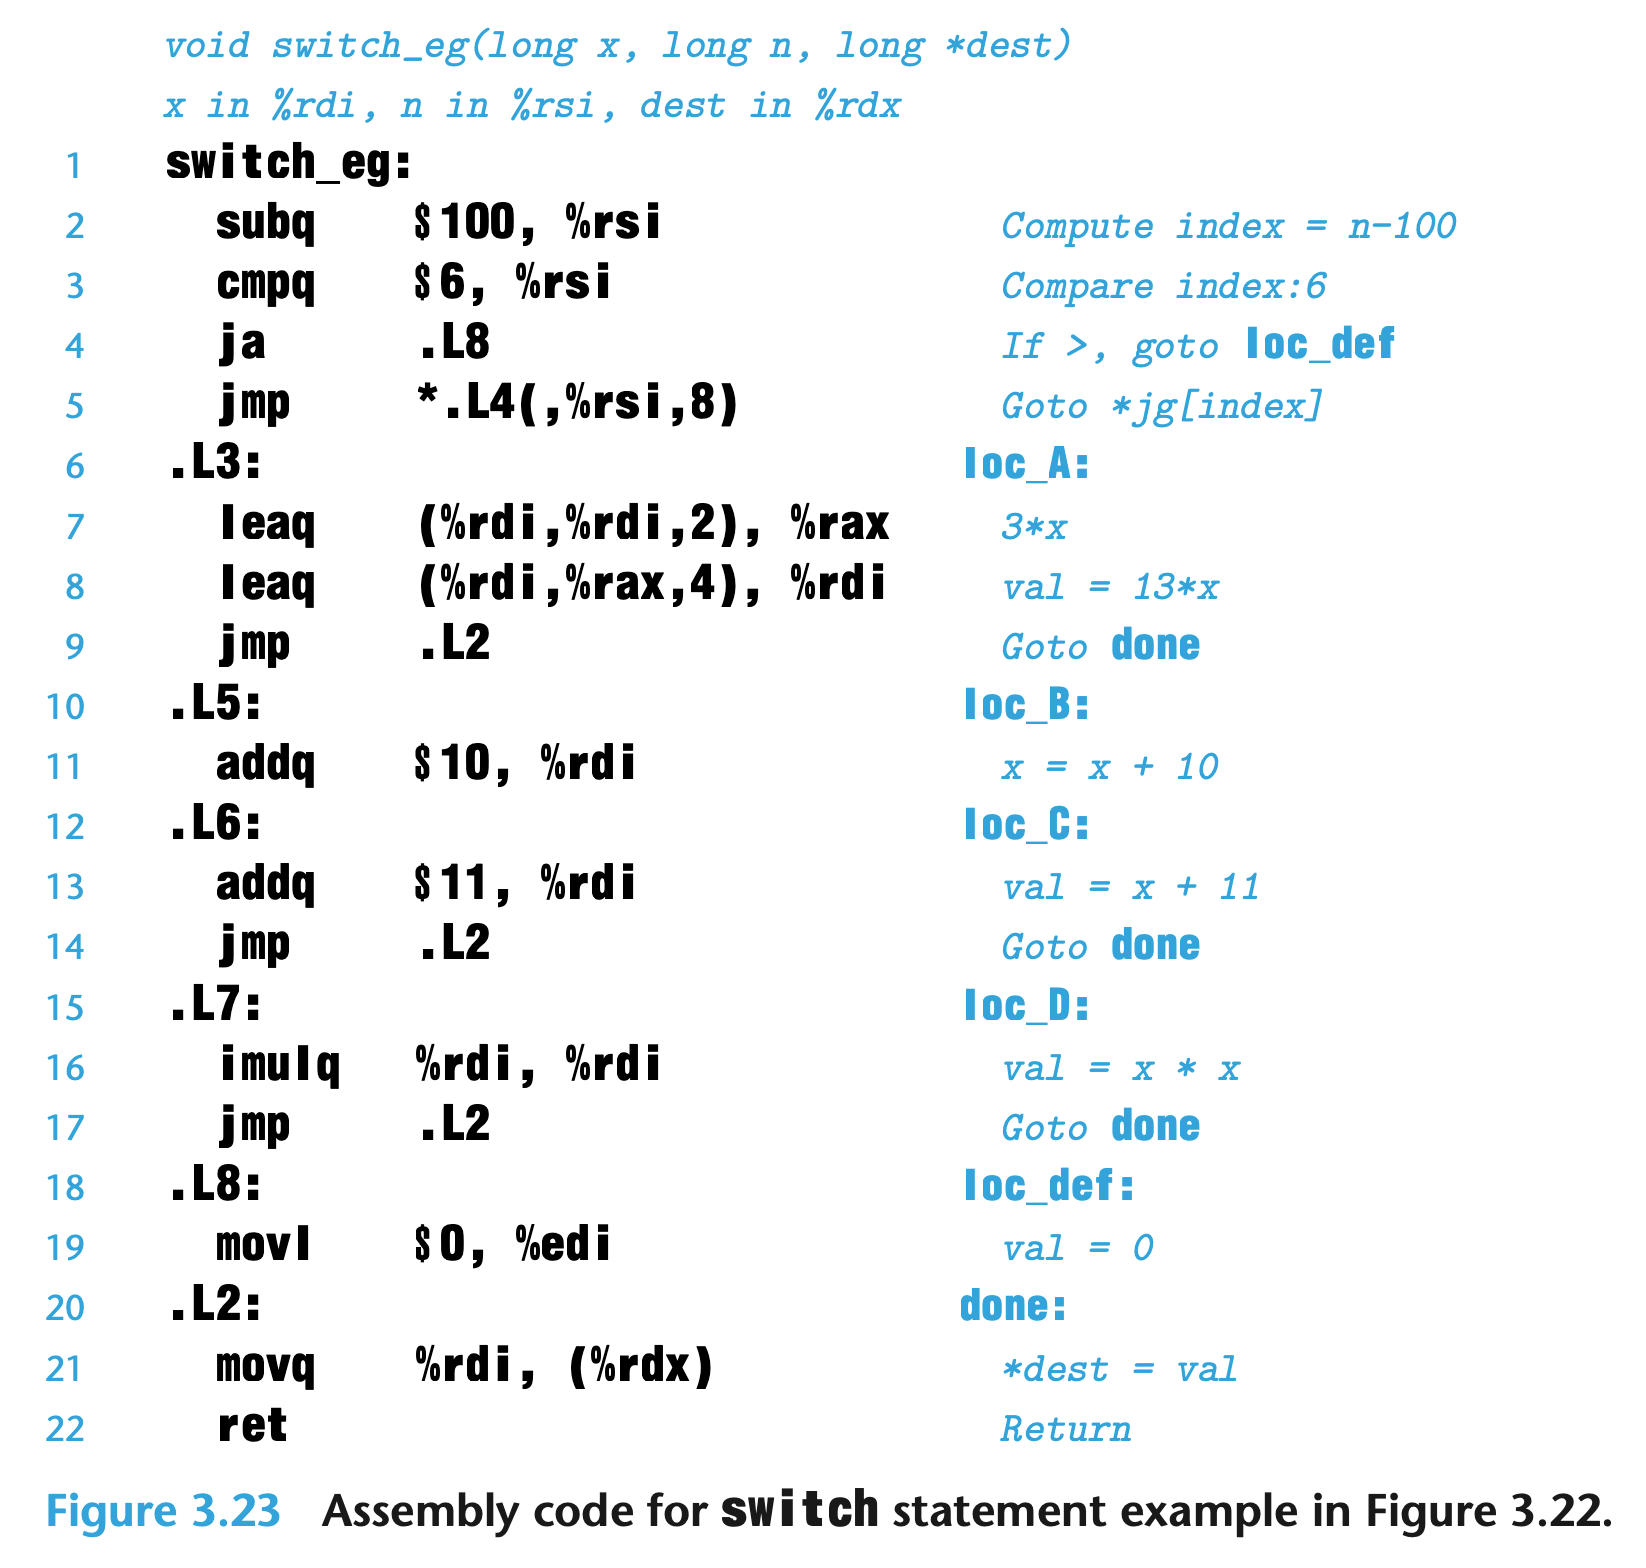 void switch_eg(long x, long n, long *dest)
x in %rdi, n in %rsi, dest in %rdx
1 switch_eg:
2 subq $100, %rsi Compute index = n-100
3 cmpq $6, %rsi Compare index:6
4 ja .L8 If >, goto loc_def
5 jmp *.L4(,%rsi,8) Goto *jg[index]
6 .L3: loc_A:
7 leaq (%rdi,%rdi,2), %rax 3*x
8 leaq (%rdi,%rax,4), %rdi val = 13*x
9 jmp .L2 Goto done
10 .L5: loc_B:
11 addq $10, %rdi x = x + 10
12 .L6: loc_C:
13 addq $11, %rdi val = x + 11
14 jmp .L2 Goto done
15 .L7: loc_D:
16 imulq %rdi, %rdi val = x * x
17 jmp .L2 Goto done
18 .L8: loc_def:
19 movl $0, %edi val = 0
20 .L2: done:
21 movq %rdi, (%rdx) *dest = val
22 ret Return
Figure 3.23 Assembly code for switch statement example in Figure 3.22.